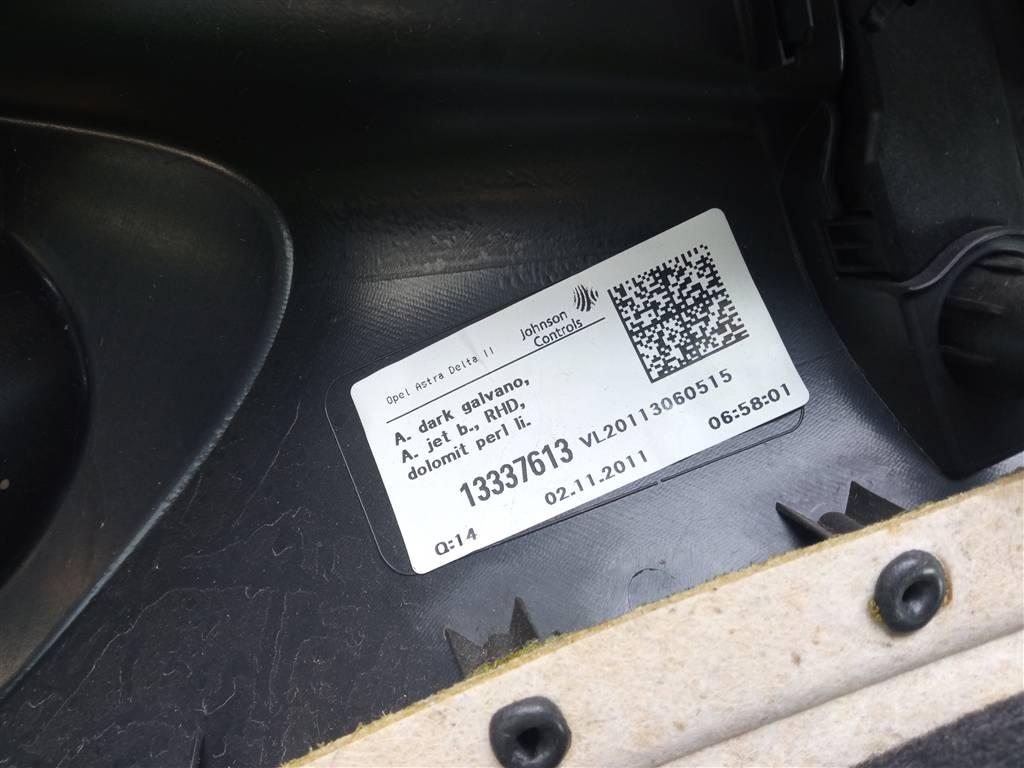 Opel Astra Delta II
Johnson
Controls
A. dark galvano,
A. jet b., RHD,
dolomit perl li.
13337613 VL20113060515
02.11.2011 06:58:01
Q:14